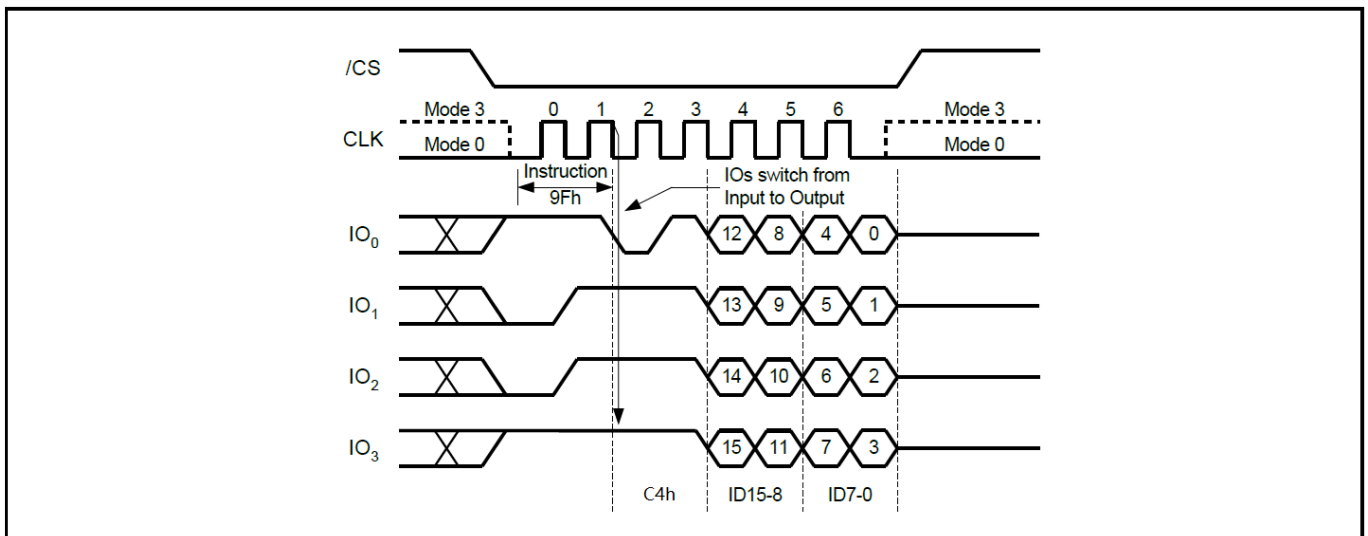 /CS
Mode 3 0 1 2 3 4 5 6 Mode 3
CLK
Mode 0 Mode 0
Instruction IOs switch from
9Fh Input to Output
IO0 12 8 4 0
IO1 13 9 5 1
IO2 14 10 6 2
IO3 15 11 7 3
C4h ID15-8 ID7-0